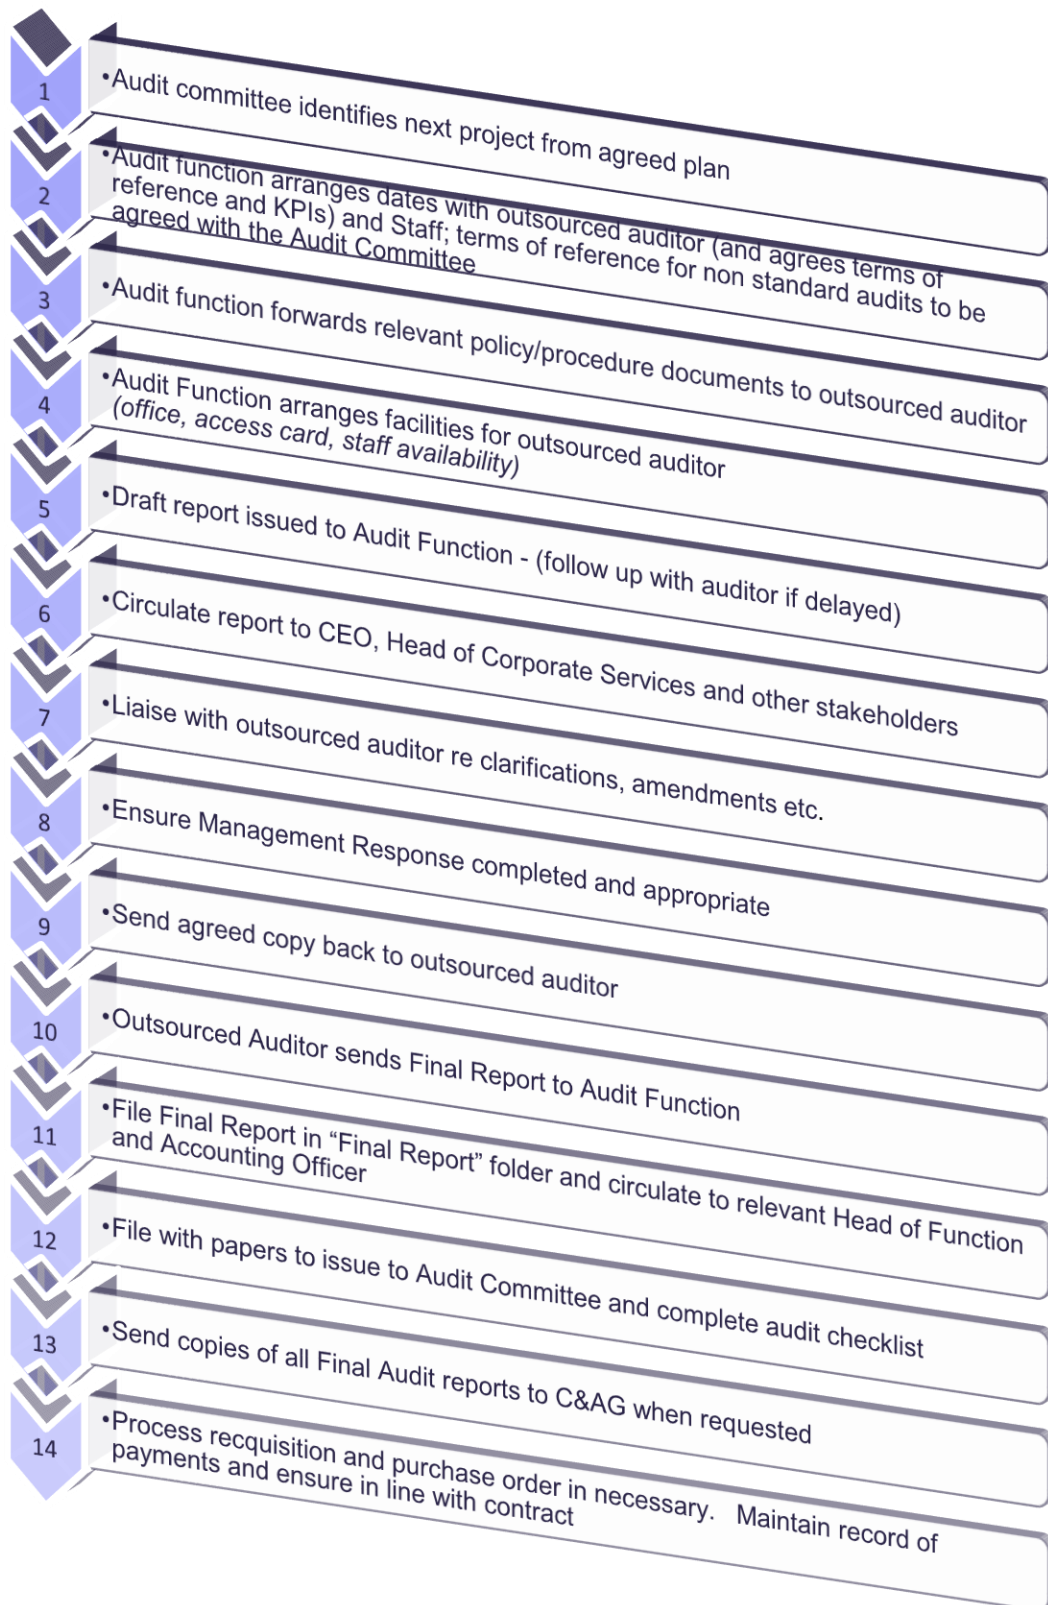 1
•Audit committee identifies next project from agreed plan
2
•Audit function arranges dates with outsourced auditor (and agrees terms of
reference and KPIs) and Staff; terms of reference for non standard audits to be
agreed with the Audit Committee
3
•Audit function forwards relevant policy/procedure documents to outsourced auditor
4
•Audit Function arranges facilities for outsourced auditor
(office, access card, staff availability)
5
•Draft report issued to Audit Function - (follow up with auditor if delayed)
6
•Circulate report to CEO, Head of Corporate Services and other stakeholders
7
•Liaise with outsourced auditor re clarifications, amendments etc.
8
•Ensure Management Response completed and appropriate
9
•Send agreed copy back to outsourced auditor
10
•Outsourced Auditor sends Final Report to Audit Function
11
•File Final Report in “Final Report” folder and circulate to relevant Head of Function
and Accounting Officer
12
•File with papers to issue to Audit Committee and complete audit checklist
13
•Send copies of all Final Audit reports to C&AG when requested
14
•Process recquisition and purchase order in necessary.   Maintain record of
payments and ensure in line with contract